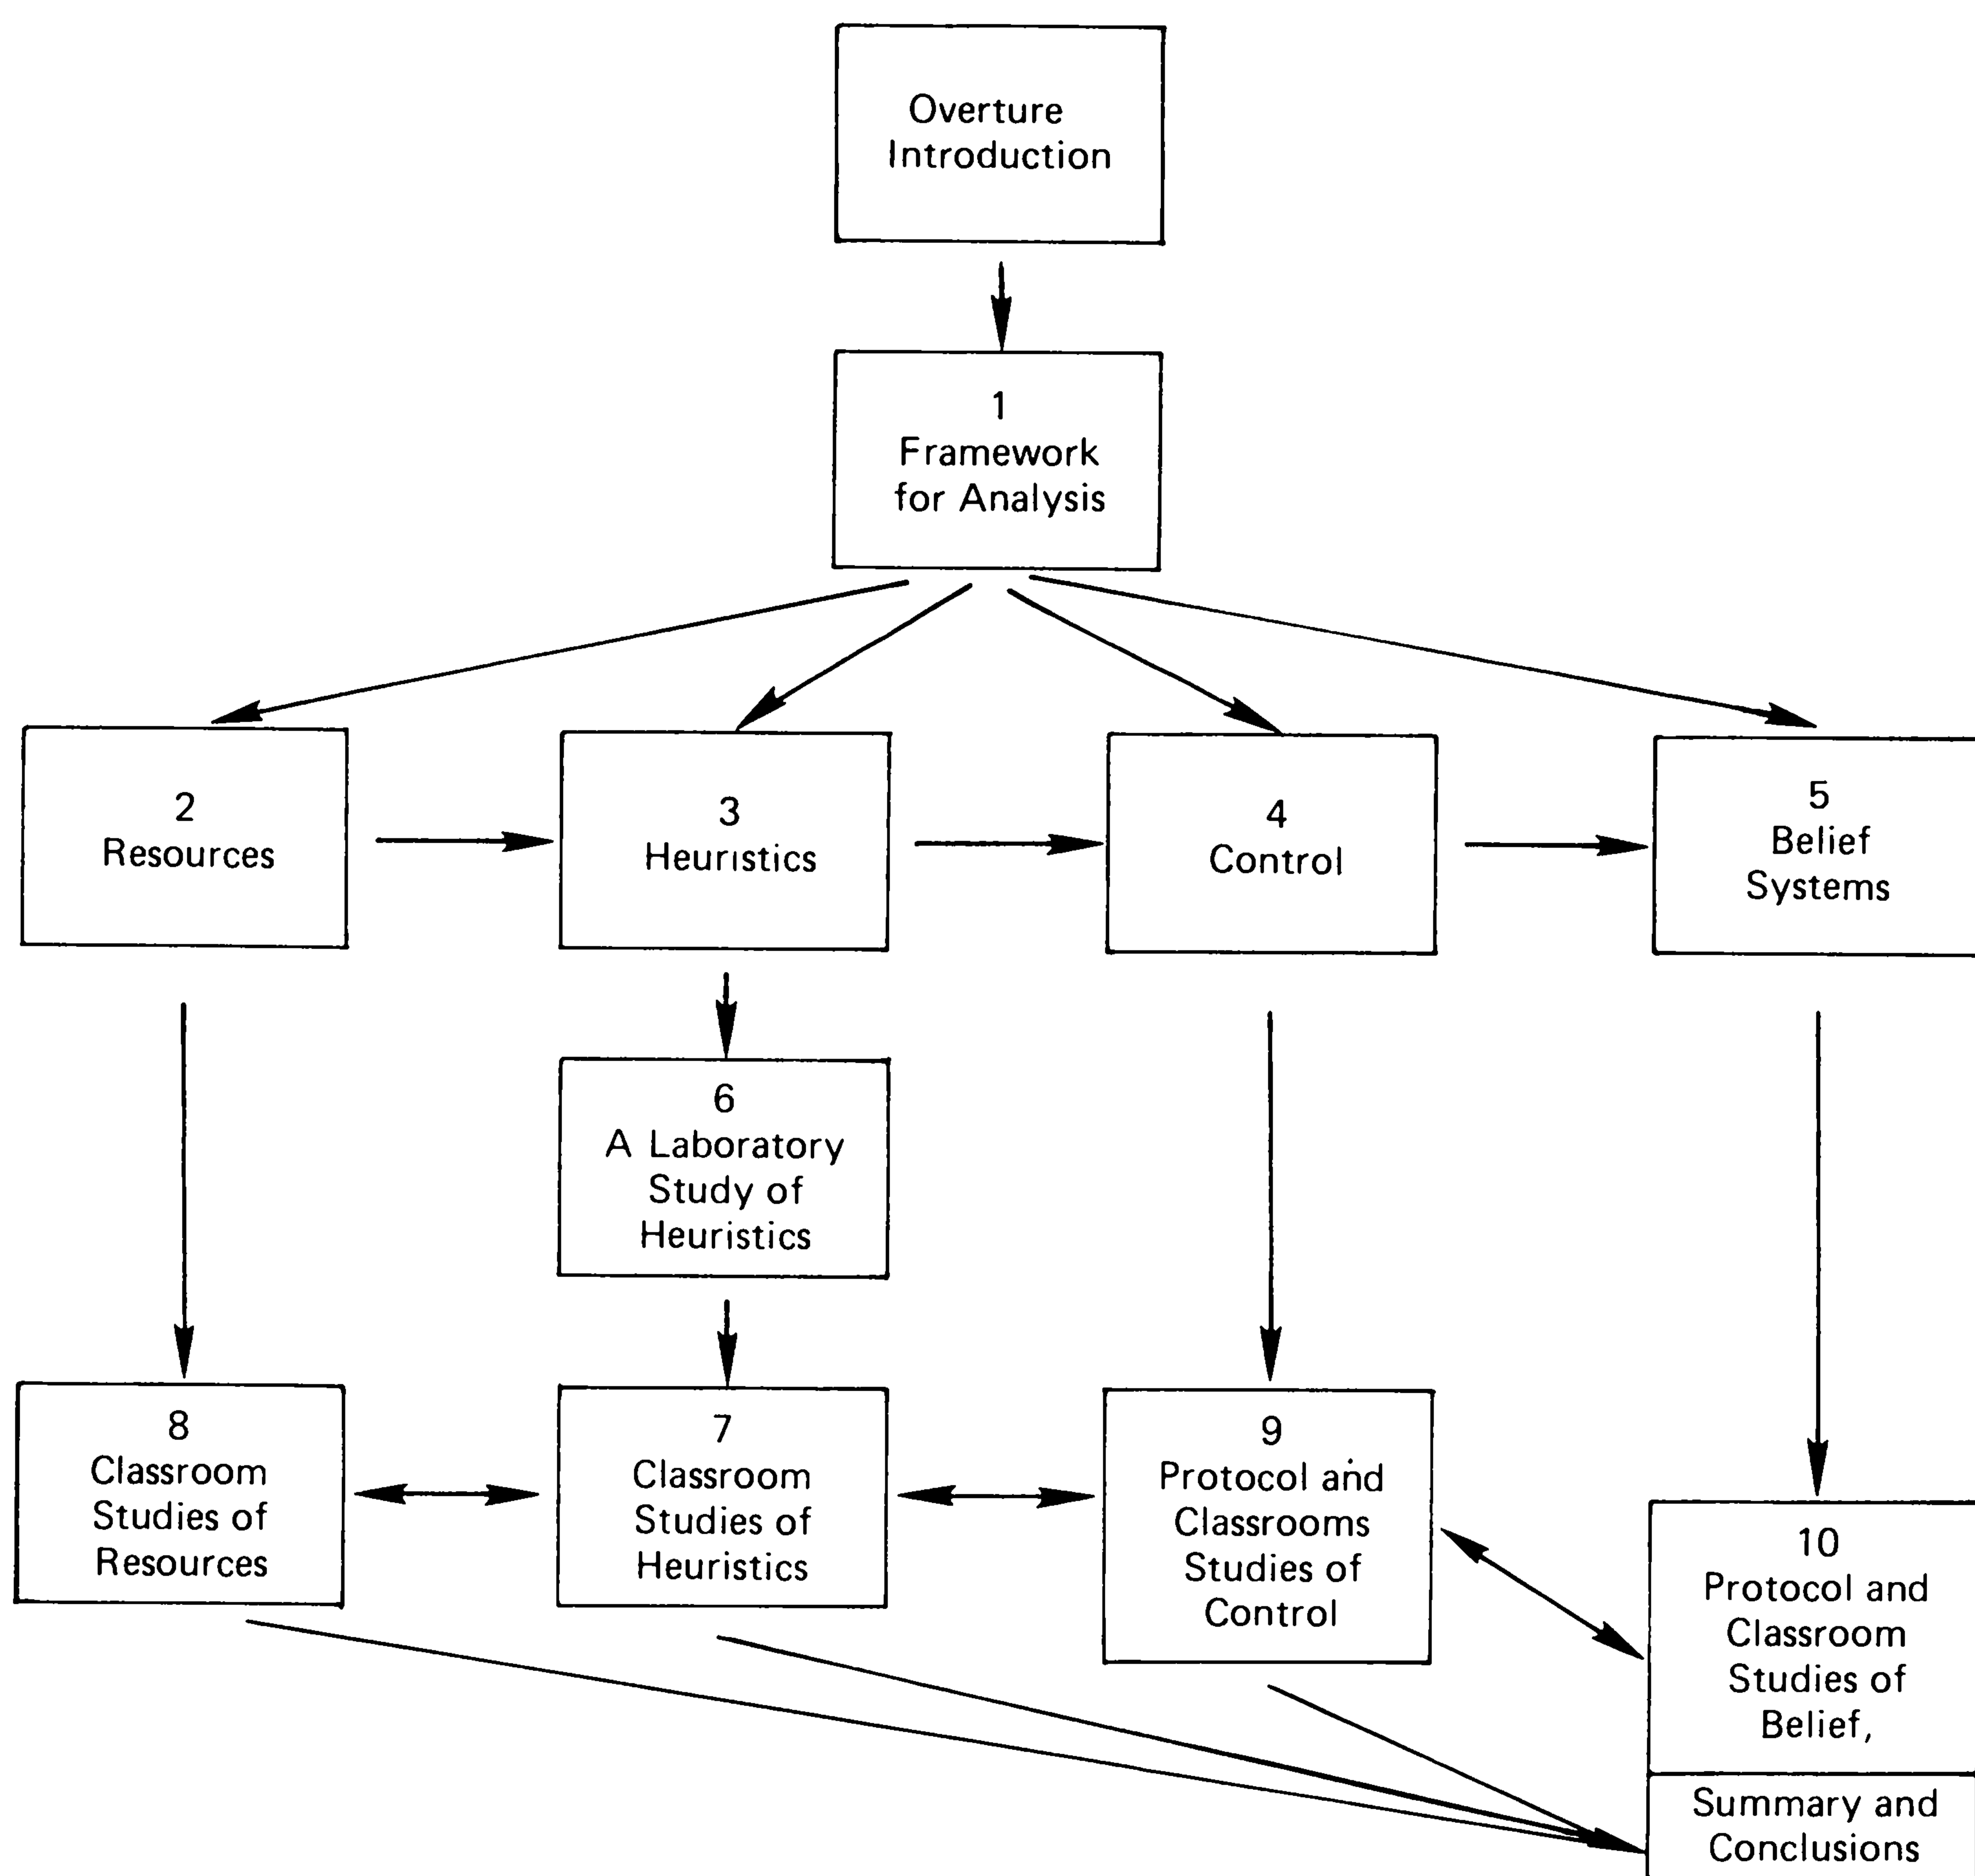 Overture
Introduction
1
Framework
for Analysis
2
Resources
3
Heuristics
4
Control
5
Belief
Systems
6
A Laboratory
Study of
Heuristics
8
Classroom
Studies of
Resources
7
Classroom
Studies of
Heuristics
9
Protocol and
Classrooms
Studies of
Control
10
Protocol and
Classroom
Studies of
Belief,
Summary and
Conclusions